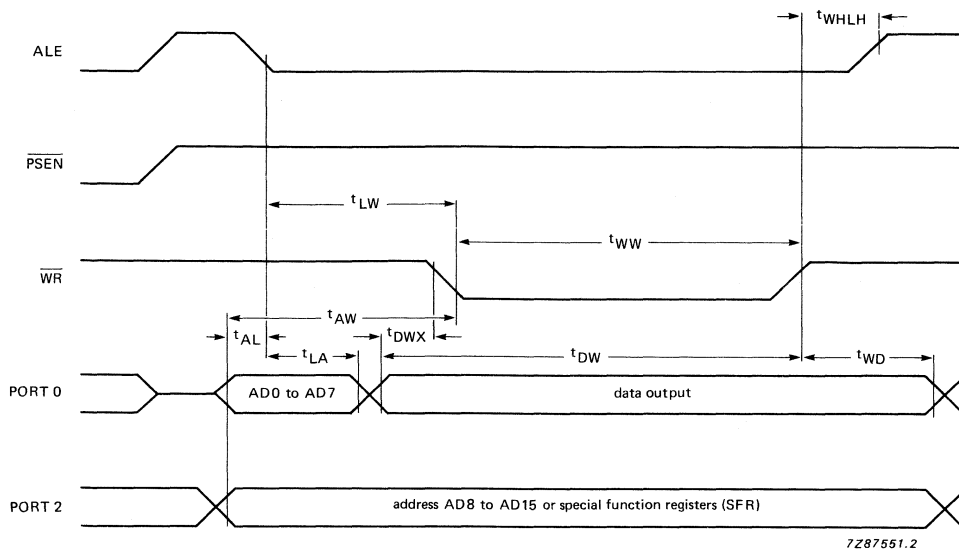 tWHLH
ALE
PSEN
tLW
tWW
WR
tAW
tAL
tDWX
tLA
tDW
tWD
PORT 0
AD0 to AD7
data output
PORT 2
address AD8 to AD15 or special function registers (SFR)
7Z87551.2